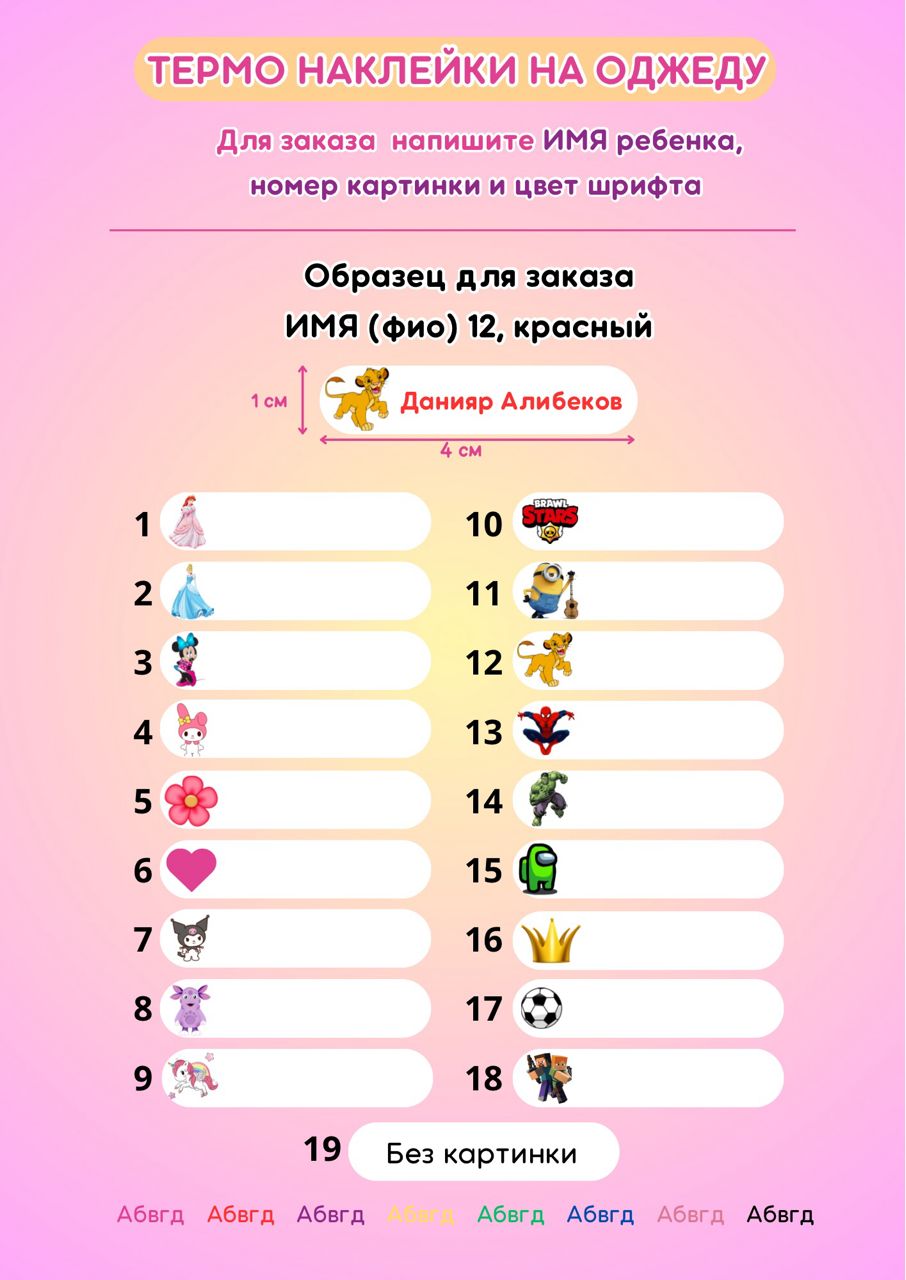 ТЕРМО НАКЛЕЙКИ НА ОДЖЕДУ
Для заказа напишите ИМЯ ребенка,
номер картинки и цвет шрифта
Образец для заказа
ИМЯ (фио) 12, красный
1 см
Данияр Алибеков
4 см
1
2
3
4
5
6
7
8
9
10 BRAWL STARS
11
12
13
14
15
16
17
18
19 Без картинки
Абвгд Абвгд Абвгд Абвгд Абвгд Абвгд Абвгд Абвгд